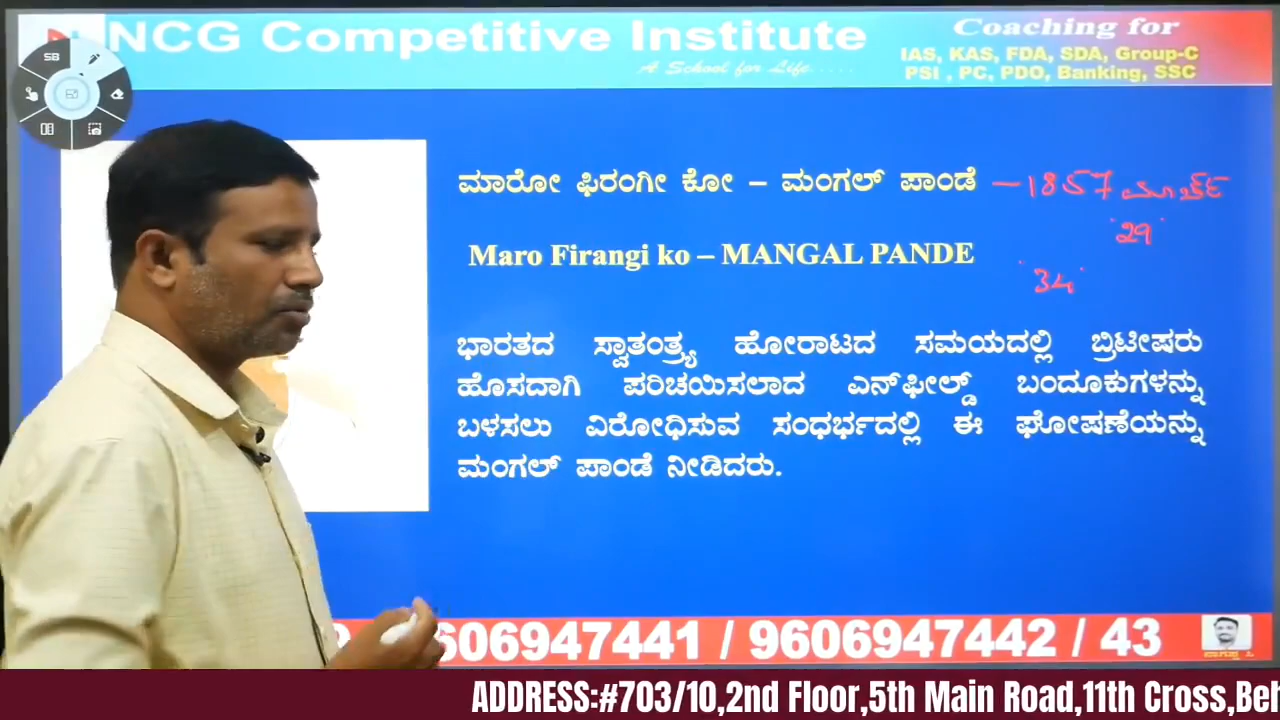 NCG Competitive Institute
A School for Life.....
Coaching for
IAS, KAS, FDA, SDA, Group-C
PSI , PC, PDO, Banking, SSC
SB
ಮಾರೋ ಫಿರಂಗೀ ಕೋ – ಮಂಗಲ್ ಪಾಂಡೆ – 1857 ಮಾರ್ಚ್
'29'
Maro Firangi ko – MANGAL PANDE
'34'
ಭಾರತದ ಸ್ವಾತಂತ್ರ್ಯ ಹೋರಾಟದ ಸಮಯದಲ್ಲಿ ಬ್ರಿಟೀಷರು
ಹೊಸದಾಗಿ ಪರಿಚಯಿಸಲಾದ ಎನ್‌ಫೀಲ್ಡ್ ಬಂದೂಕುಗಳನ್ನು
ಬಳಸಲು ವಿರೋಧಿಸುವ ಸಂಧರ್ಭದಲ್ಲಿ ಈ ಘೋಷಣೆಯನ್ನು
ಮಂಗಲ್ ಪಾಂಡೆ ನೀಡಿದರು.
606947441 / 9606947442 / 43
ADDRESS:#703/10,2nd Floor,5th Main Road,11th Cross,Beh